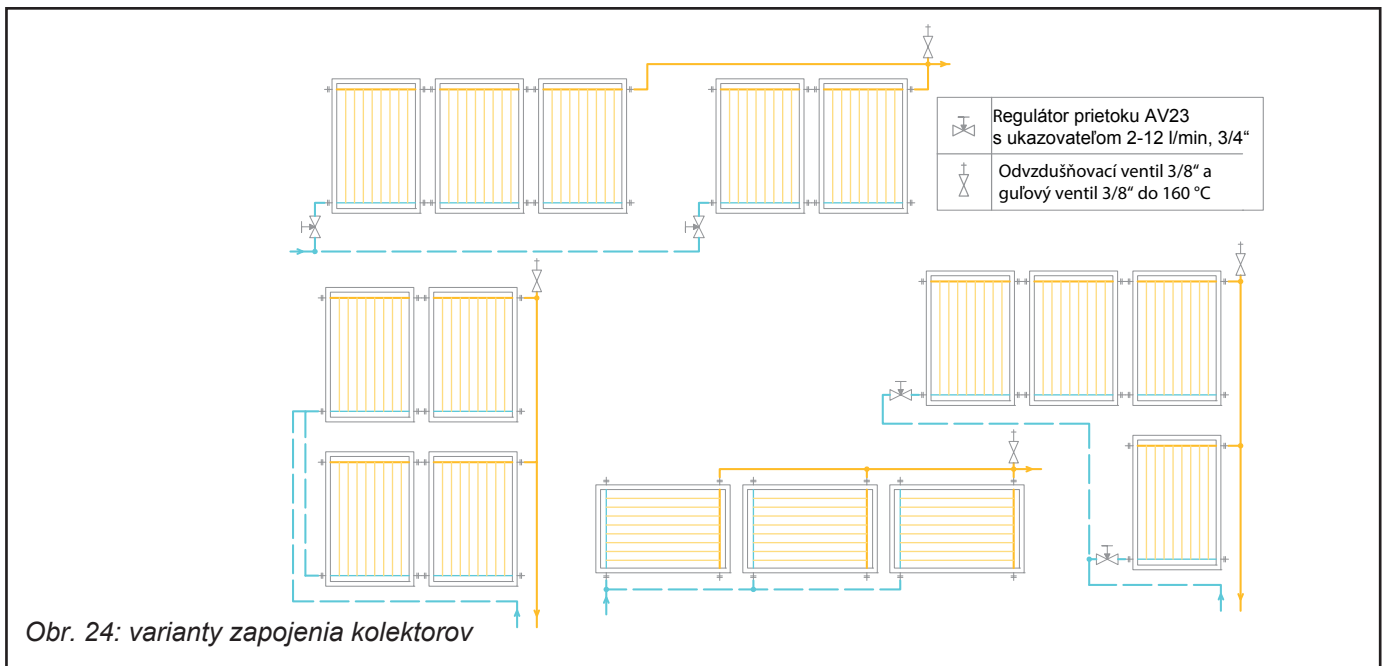 Regulátor prietoku AV23
s ukazovateľom 2-12 l/min, 3/4“
Odvzdušňovací ventil 3/8“ a
guľový ventil 3/8“ do 160 °C
Obr. 24: varianty zapojenia kolektorov